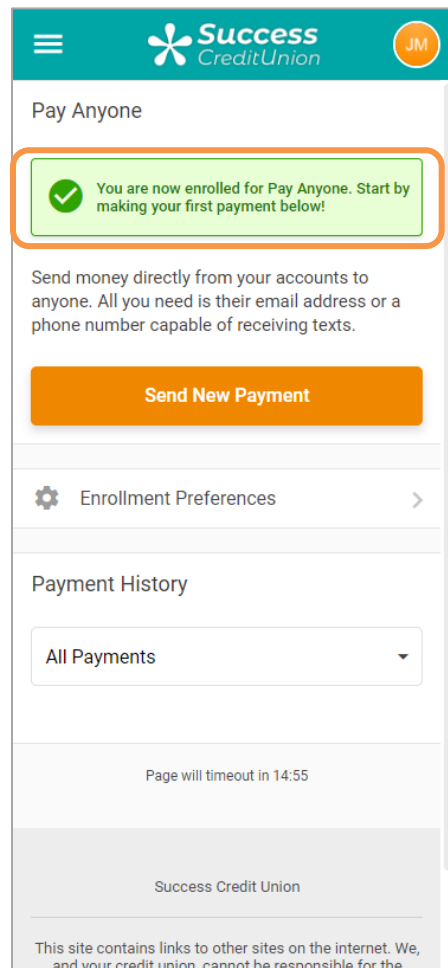 Success
CreditUnion
JM
Pay Anyone
You are now enrolled for Pay Anyone. Start by
making your first payment below!
Send money directly from your accounts to
anyone. All you need is their email address or a
phone number capable of receiving texts.
Send New Payment
Enrollment Preferences
Payment History
All Payments
Page will timeout in 14:55
Success Credit Union
This site contains links to other sites on the internet. We,
and your credit union, cannot be responsible for the